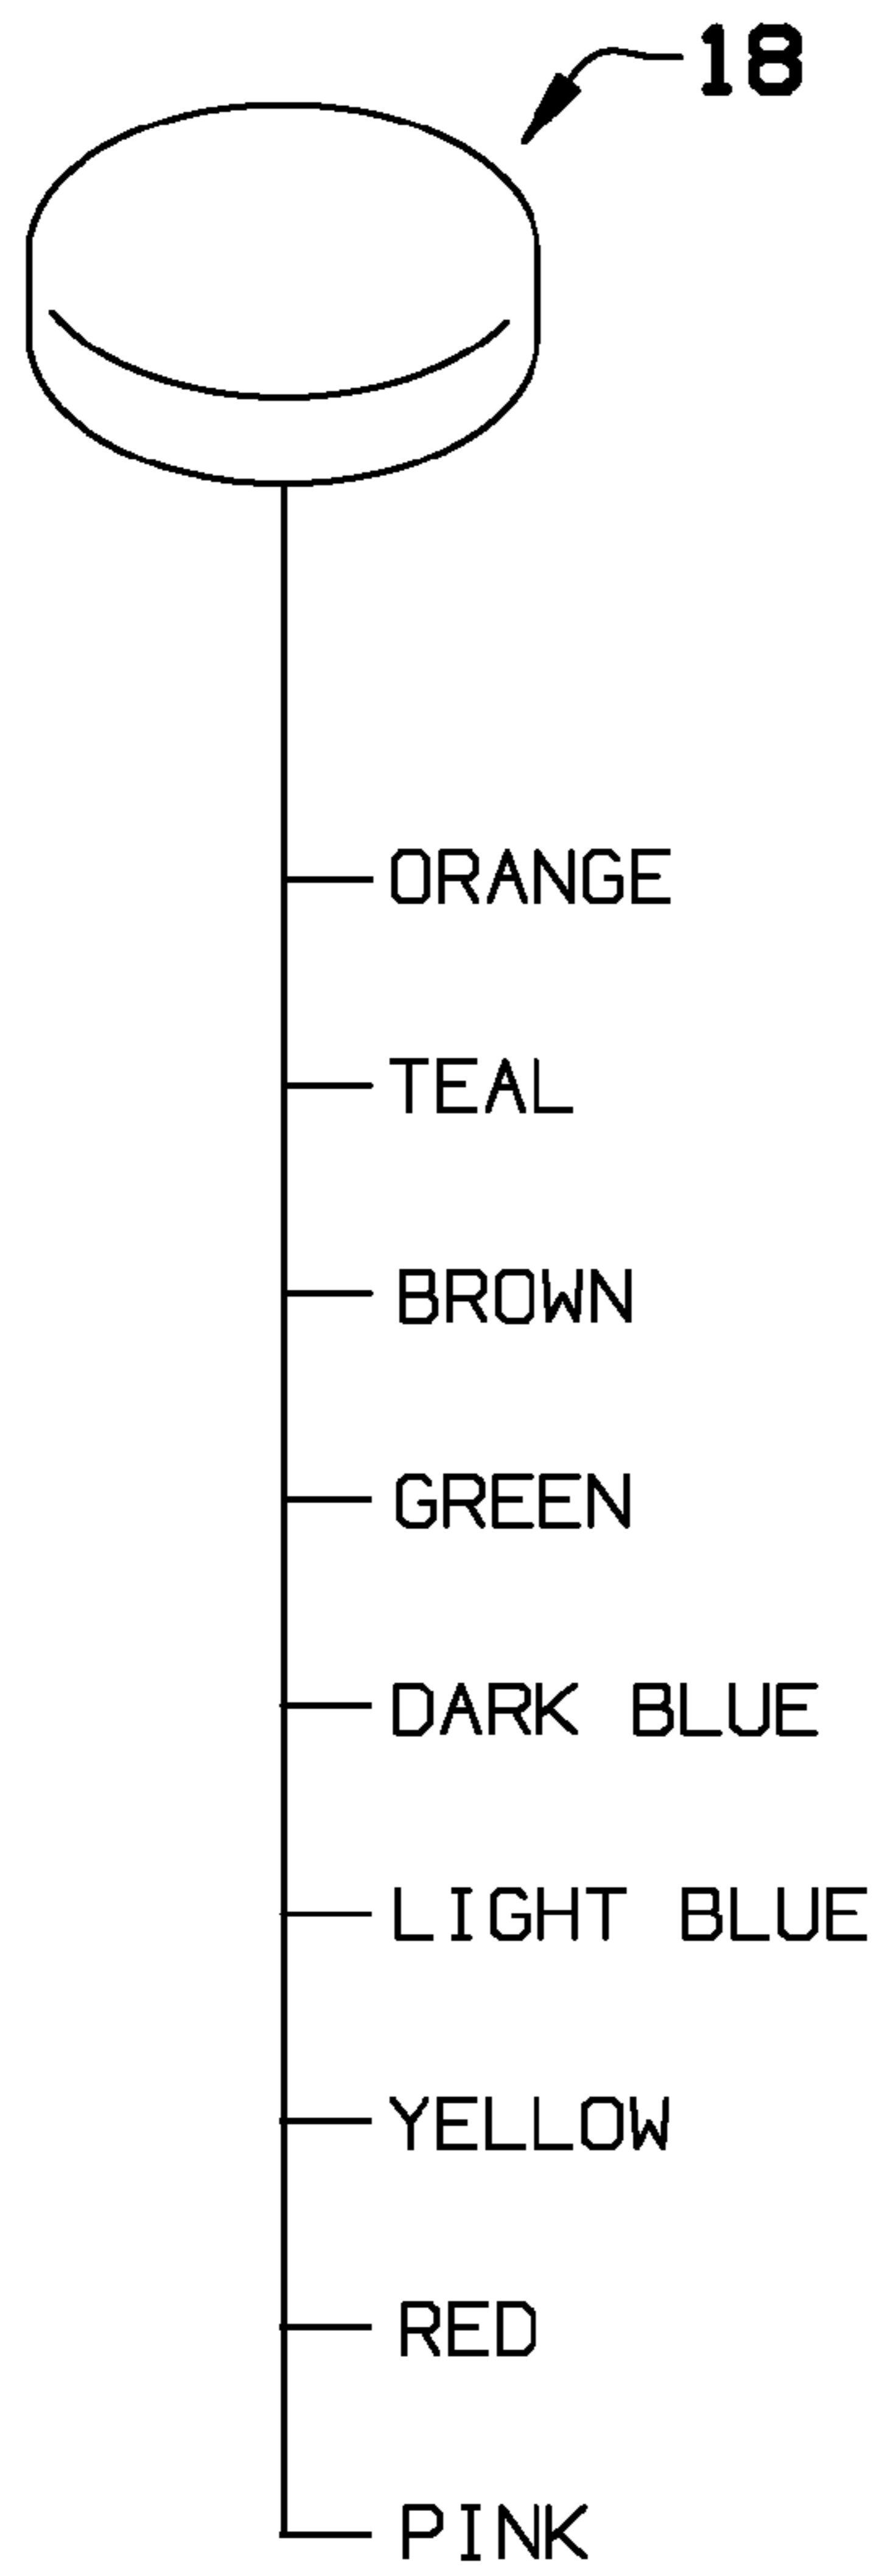 18
ORANGE
TEAL
BROWN
GREEN
DARK BLUE
LIGHT BLUE
YELLOW
RED
PINK